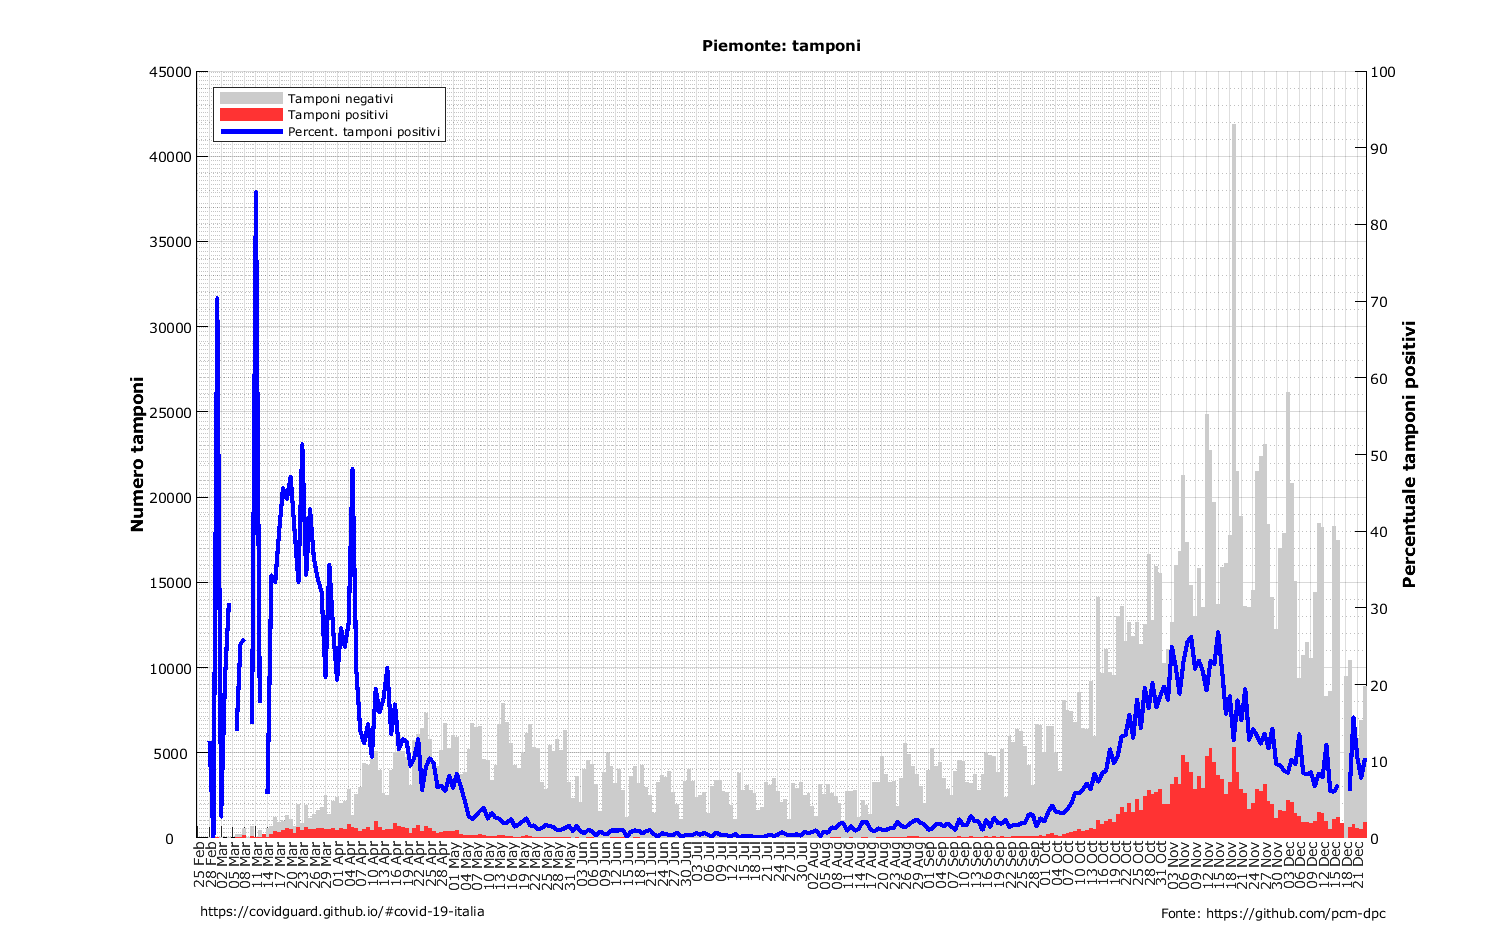 Piemonte: tamponi
45000
40000
35000
30000
25000
20000
15000
10000
5000
0
Numero tamponi
Tamponi negativi
Tamponi positivi
Percent. tamponi positivi
100
90
80
70
60
50
40
30
20
10
0
Percentuale tamponi positivi
25 Feb
28 Feb
02 Mar
05 Mar
08 Mar
11 Mar
14 Mar
17 Mar
20 Mar
23 Mar
26 Mar
29 Mar
01 Apr
04 Apr
07 Apr
10 Apr
13 Apr
16 Apr
19 Apr
22 Apr
25 Apr
28 Apr
01 May
04 May
07 May
10 May
13 May
16 May
19 May
22 May
25 May
28 May
31 May
03 Jun
06 Jun
09 Jun
12 Jun
15 Jun
18 Jun
21 Jun
24 Jun
27 Jun
30 Jun
03 Jul
06 Jul
09 Jul
12 Jul
15 Jul
18 Jul
21 Jul
24 Jul
27 Jul
30 Jul
02 Aug
05 Aug
08 Aug
11 Aug
14 Aug
17 Aug
20 Aug
23 Aug
26 Aug
29 Aug
01 Sep
04 Sep
07 Sep
10 Sep
13 Sep
16 Sep
19 Sep
22 Sep
25 Sep
28 Sep
01 Oct
04 Oct
07 Oct
10 Oct
13 Oct
16 Oct
19 Oct
22 Oct
25 Oct
28 Oct
31 Oct
03 Nov
06 Nov
09 Nov
12 Nov
15 Nov
18 Nov
21 Nov
24 Nov
27 Nov
30 Nov
03 Dec
06 Dec
09 Dec
12 Dec
15 Dec
18 Dec
21 Dec
https://covidguard.github.io/#covid-19-italia
Fonte: https://github.com/pcm-dpc